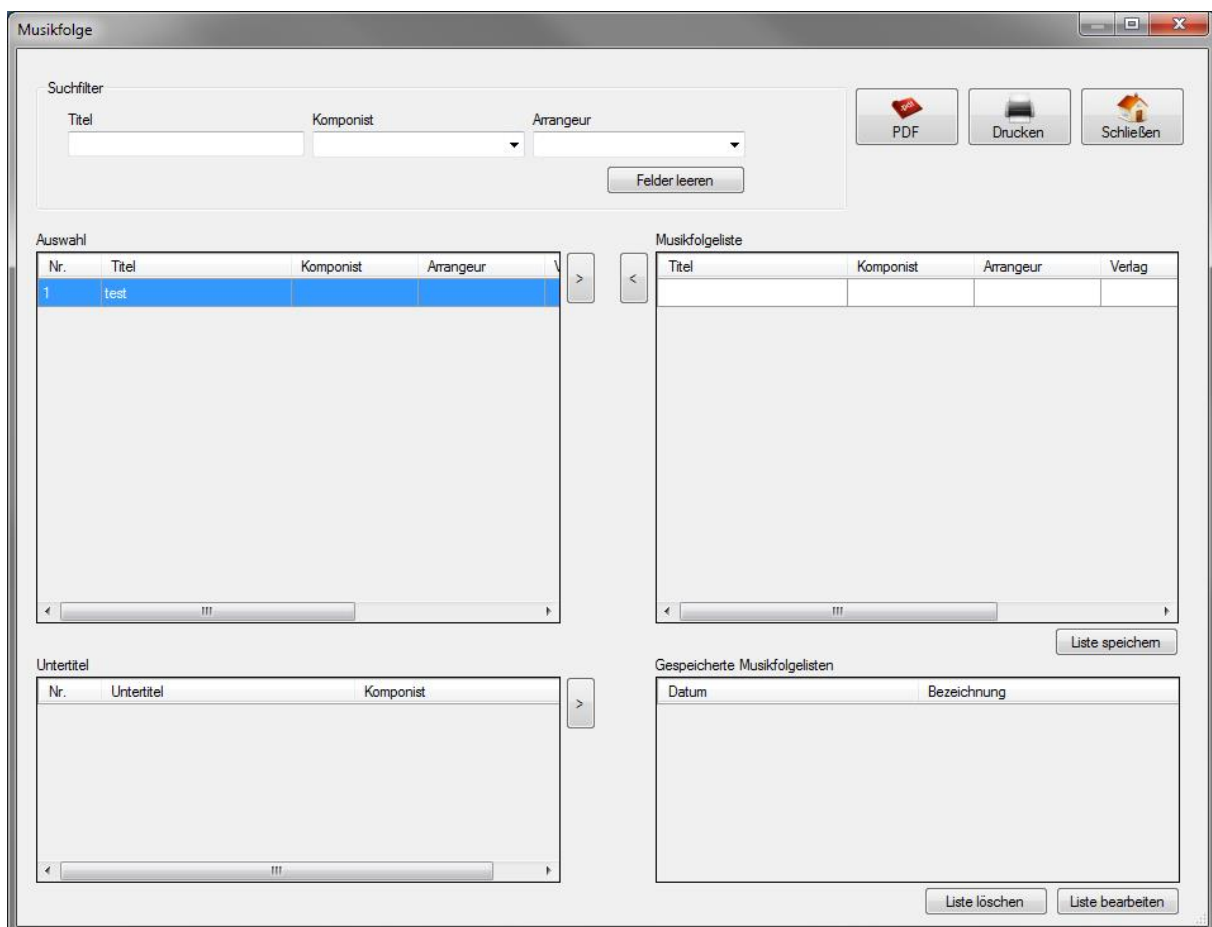 Musikfolge
Suchfilter
Titel Komponist Arrangeur
PDF Drucken Schließen
Felder leeren
Auswahl
Nr. Titel Komponist Arrangeur V
1 test
>
<
Musikfolgeliste
Titel Komponist Arrangeur Verlag
Liste speichern
Untertitel
Nr. Untertitel Komponist
>
Gespeicherte Musikfolgelisten
Datum Bezeichnung
Liste löschen Liste bearbeiten